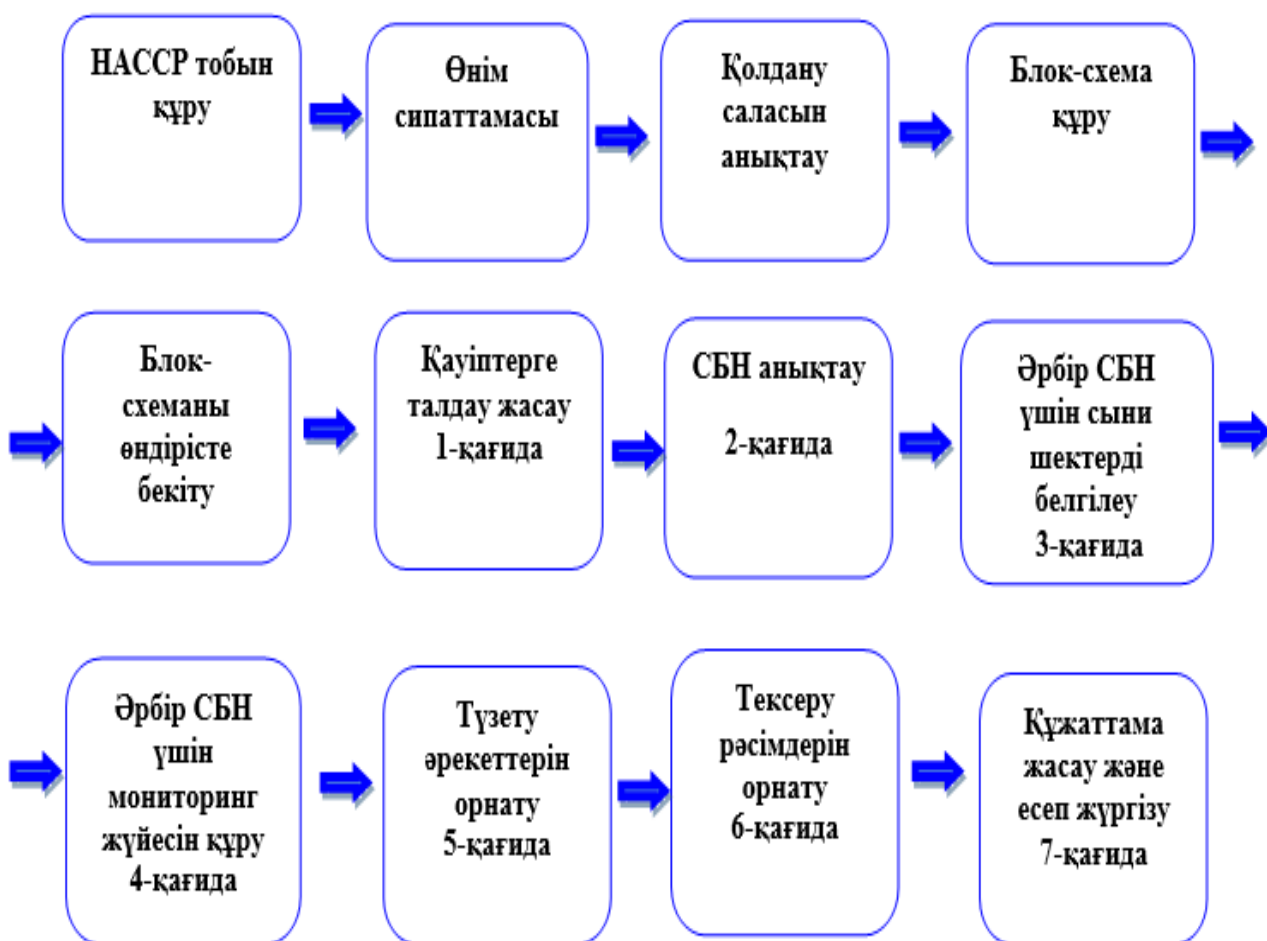 НАССР тобын
құру
Өнім
сипаттамасы
Қолдану
саласын
анықтау
Блок-схема
құру
Блок-
схеманы
өндірісте
бекіту
Қауіптерге
талдау жасау
1-қағида
СБН анықтау
2-қағида
Әрбір СБН
үшін сыни
шектерді
белгілеу
3-қағида
Әрбір СБН
үшін
мониторинг
жүйесін құру
4-қағида
Түзету
әрекеттерін
орнату
5-қағида
Тексеру
рәсімдерін
орнату
6-қағида
Құжаттама
жасау және
есеп жүргізу
7-қағида